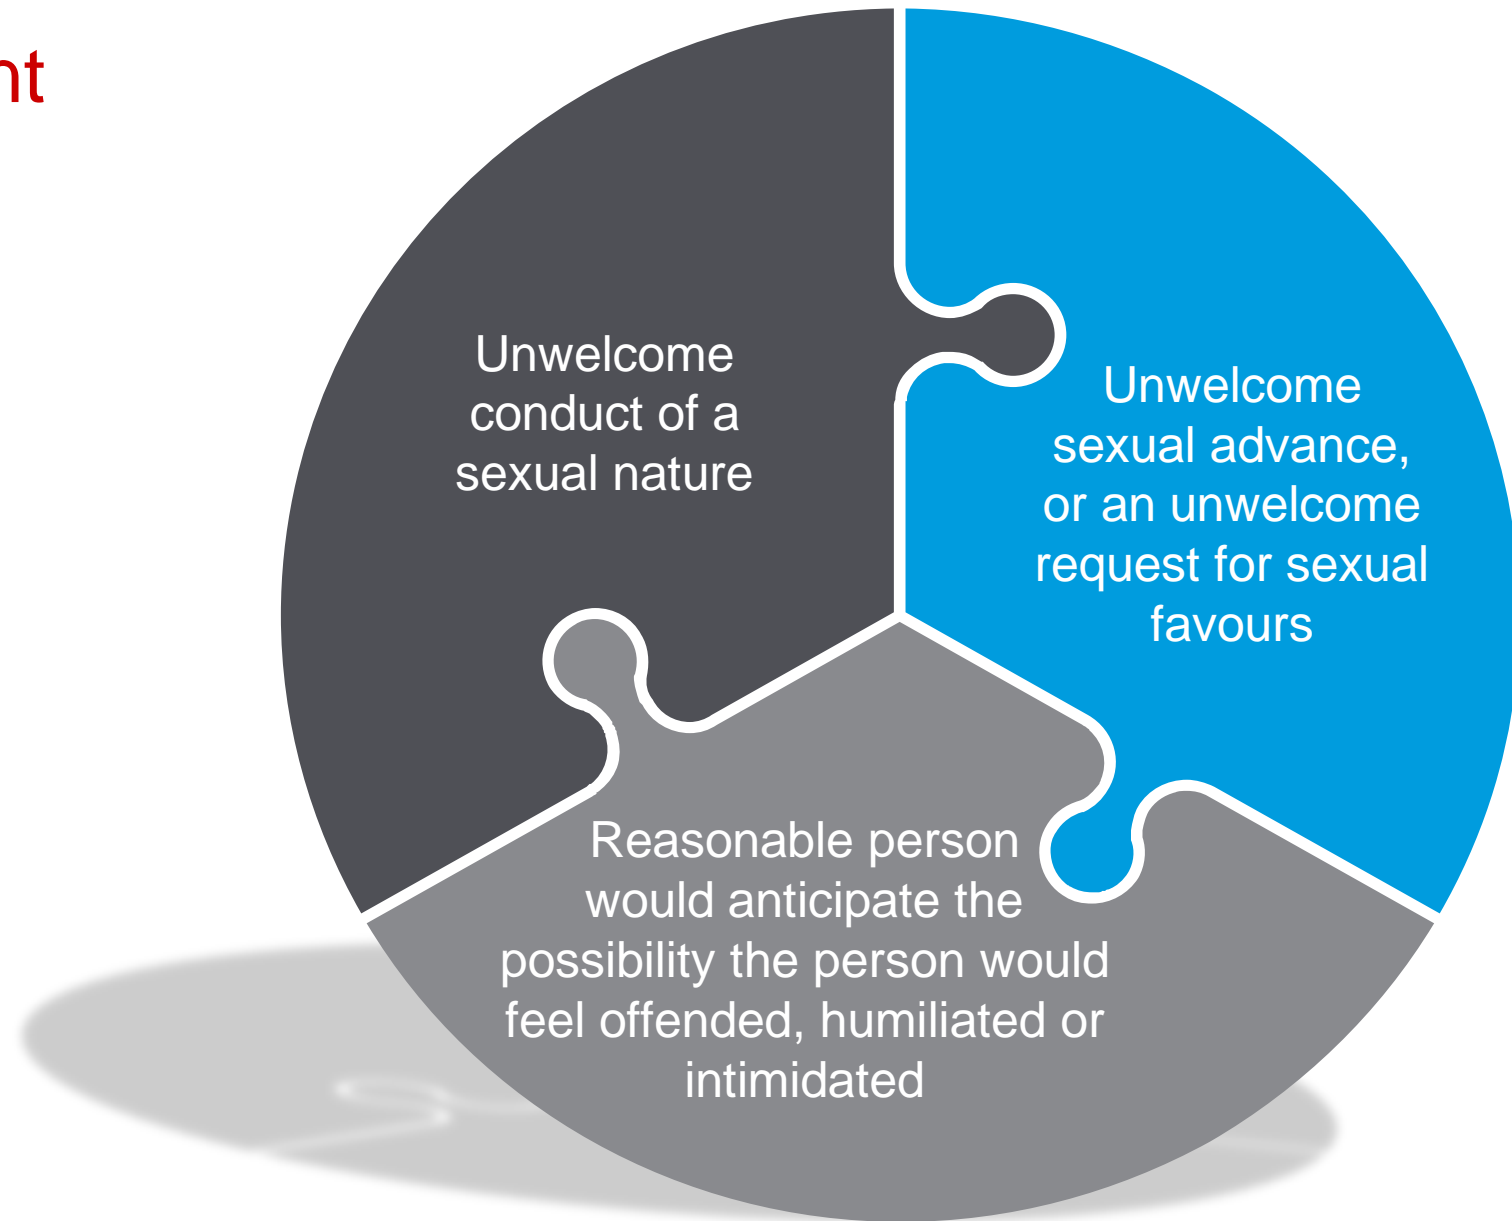 nt
Unwelcome
conduct of a
sexual nature
Unwelcome
sexual advance,
or an unwelcome
request for sexual
favours
Reasonable person
would anticipate the
possibility the person would
feel offended, humiliated or
intimidated